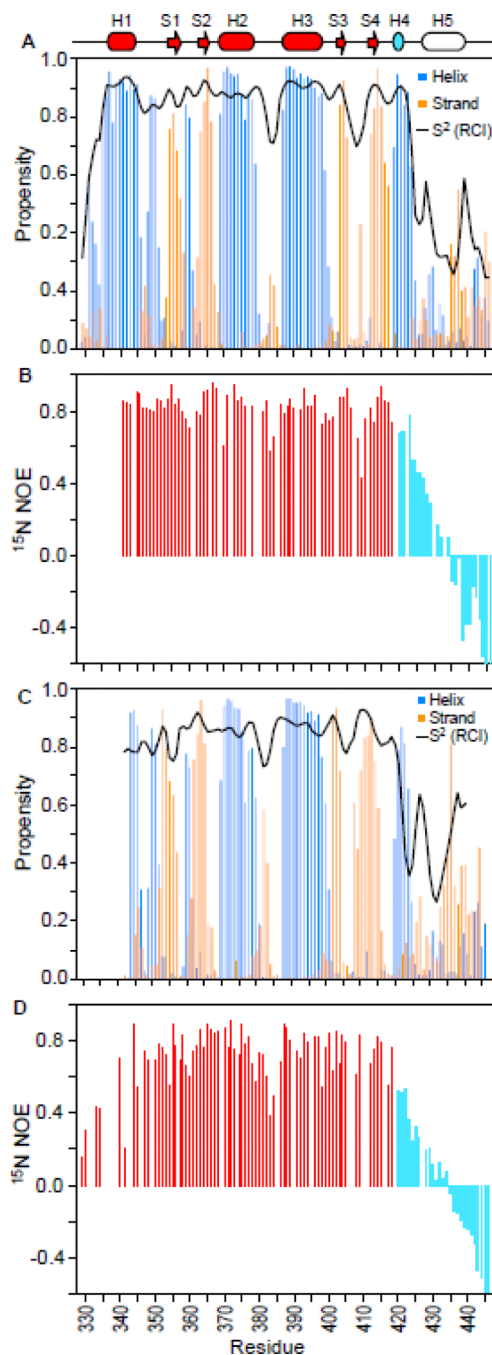 H1 S1 S2 H2 H3 S3 S4 H4 H5
A
1.0
0.8
0.6
0.2
0.4
0.0
Propensity
Helix
Strand
S² (RCI)
B
0.8
0.4
0.0
-0.4
¹⁵N NOE
C
1.0
0.8
0.6
0.4
0.2
0.0
Propensity
Helix
Strand
S² (RCI)
D
0.8
0.4
0.0
-0.4
¹⁵N NOE
330 340 350 360 370 380 390 400 410 420 430 440
Residue